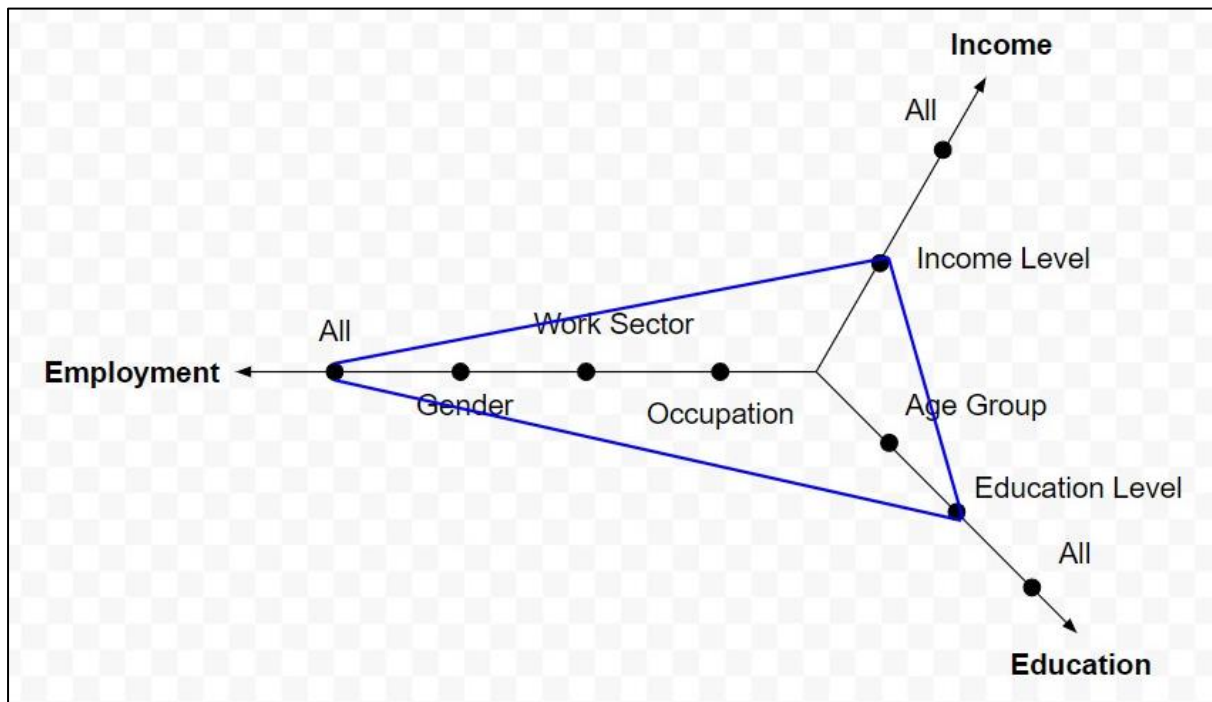 Income
All
Income Level
All
Work Sector
Employment
Gender
Occupation
Age Group
Education Level
All
Education